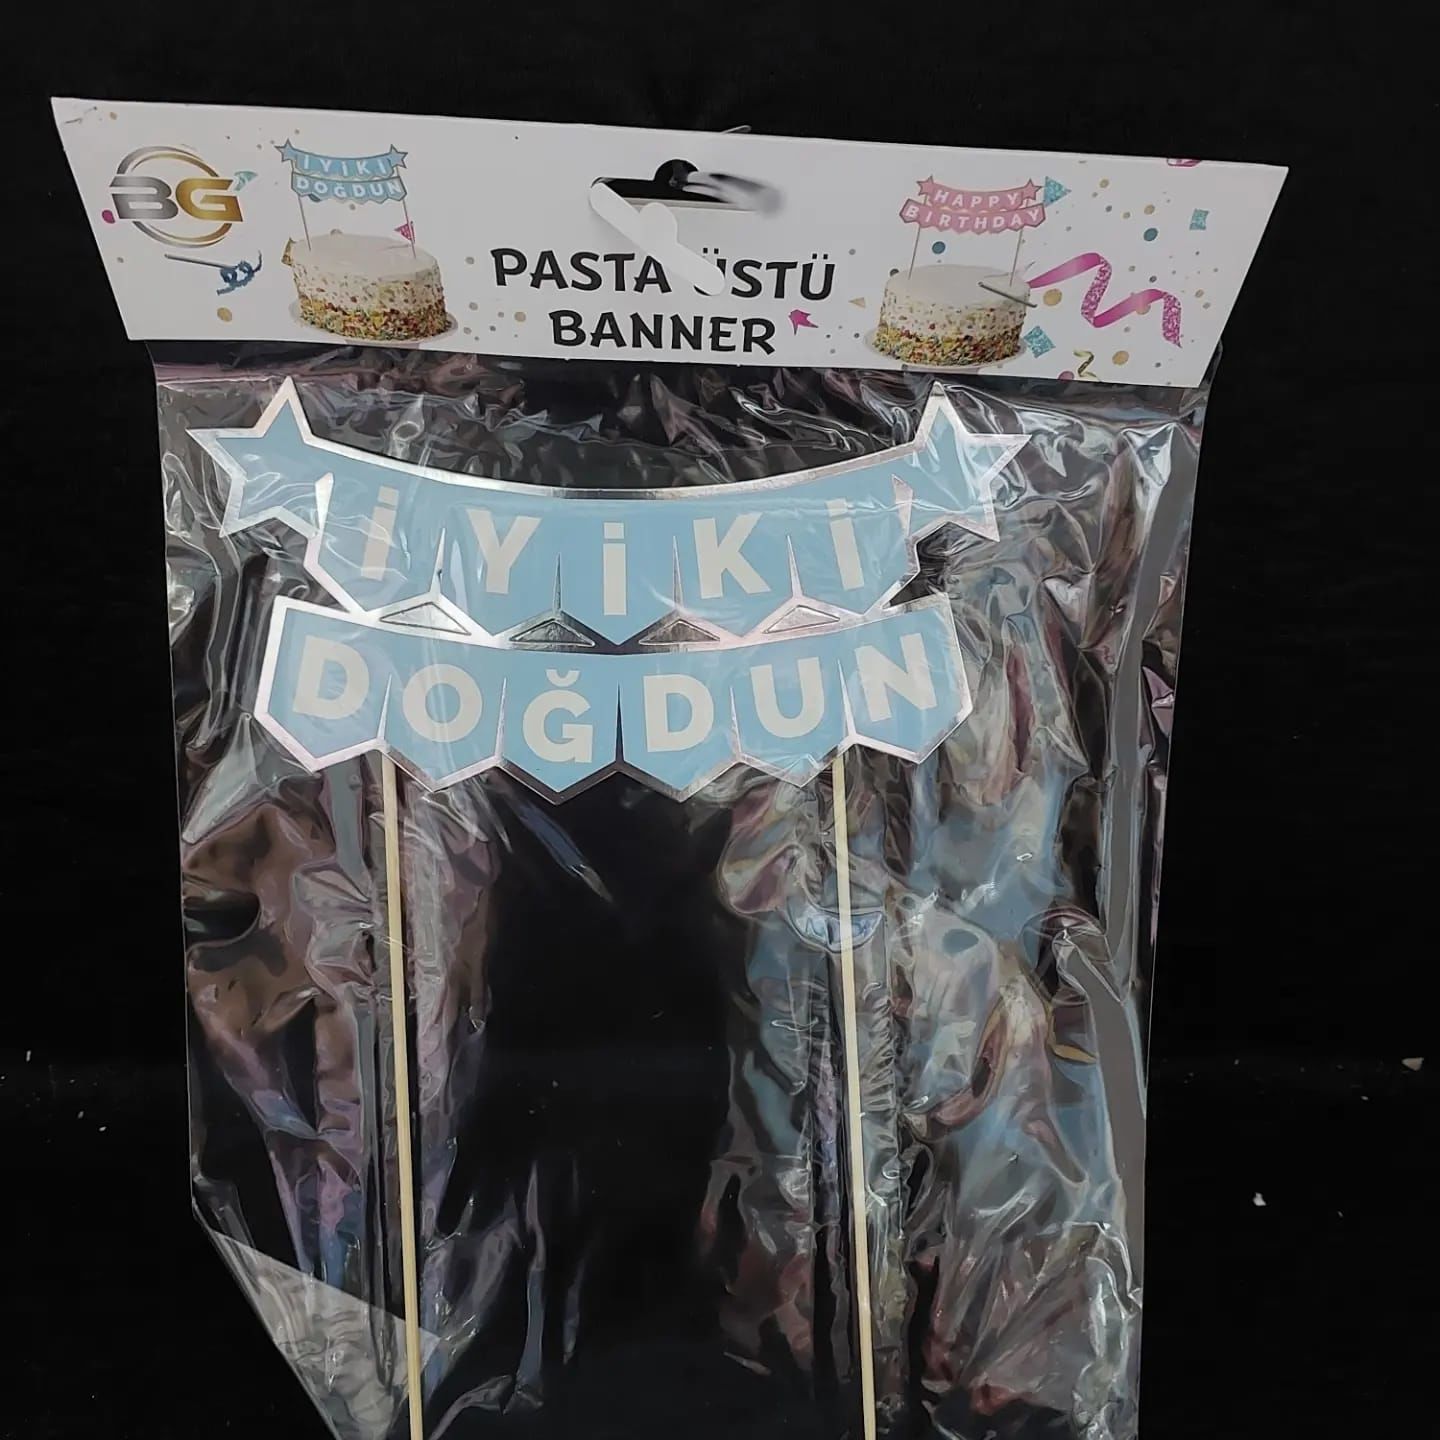 BG
İYİKİ
DOĞDUN
HAPPY
BIRTHDAY
PASTA ÜSTÜ
BANNER
İYİKİ
DOĞDUN